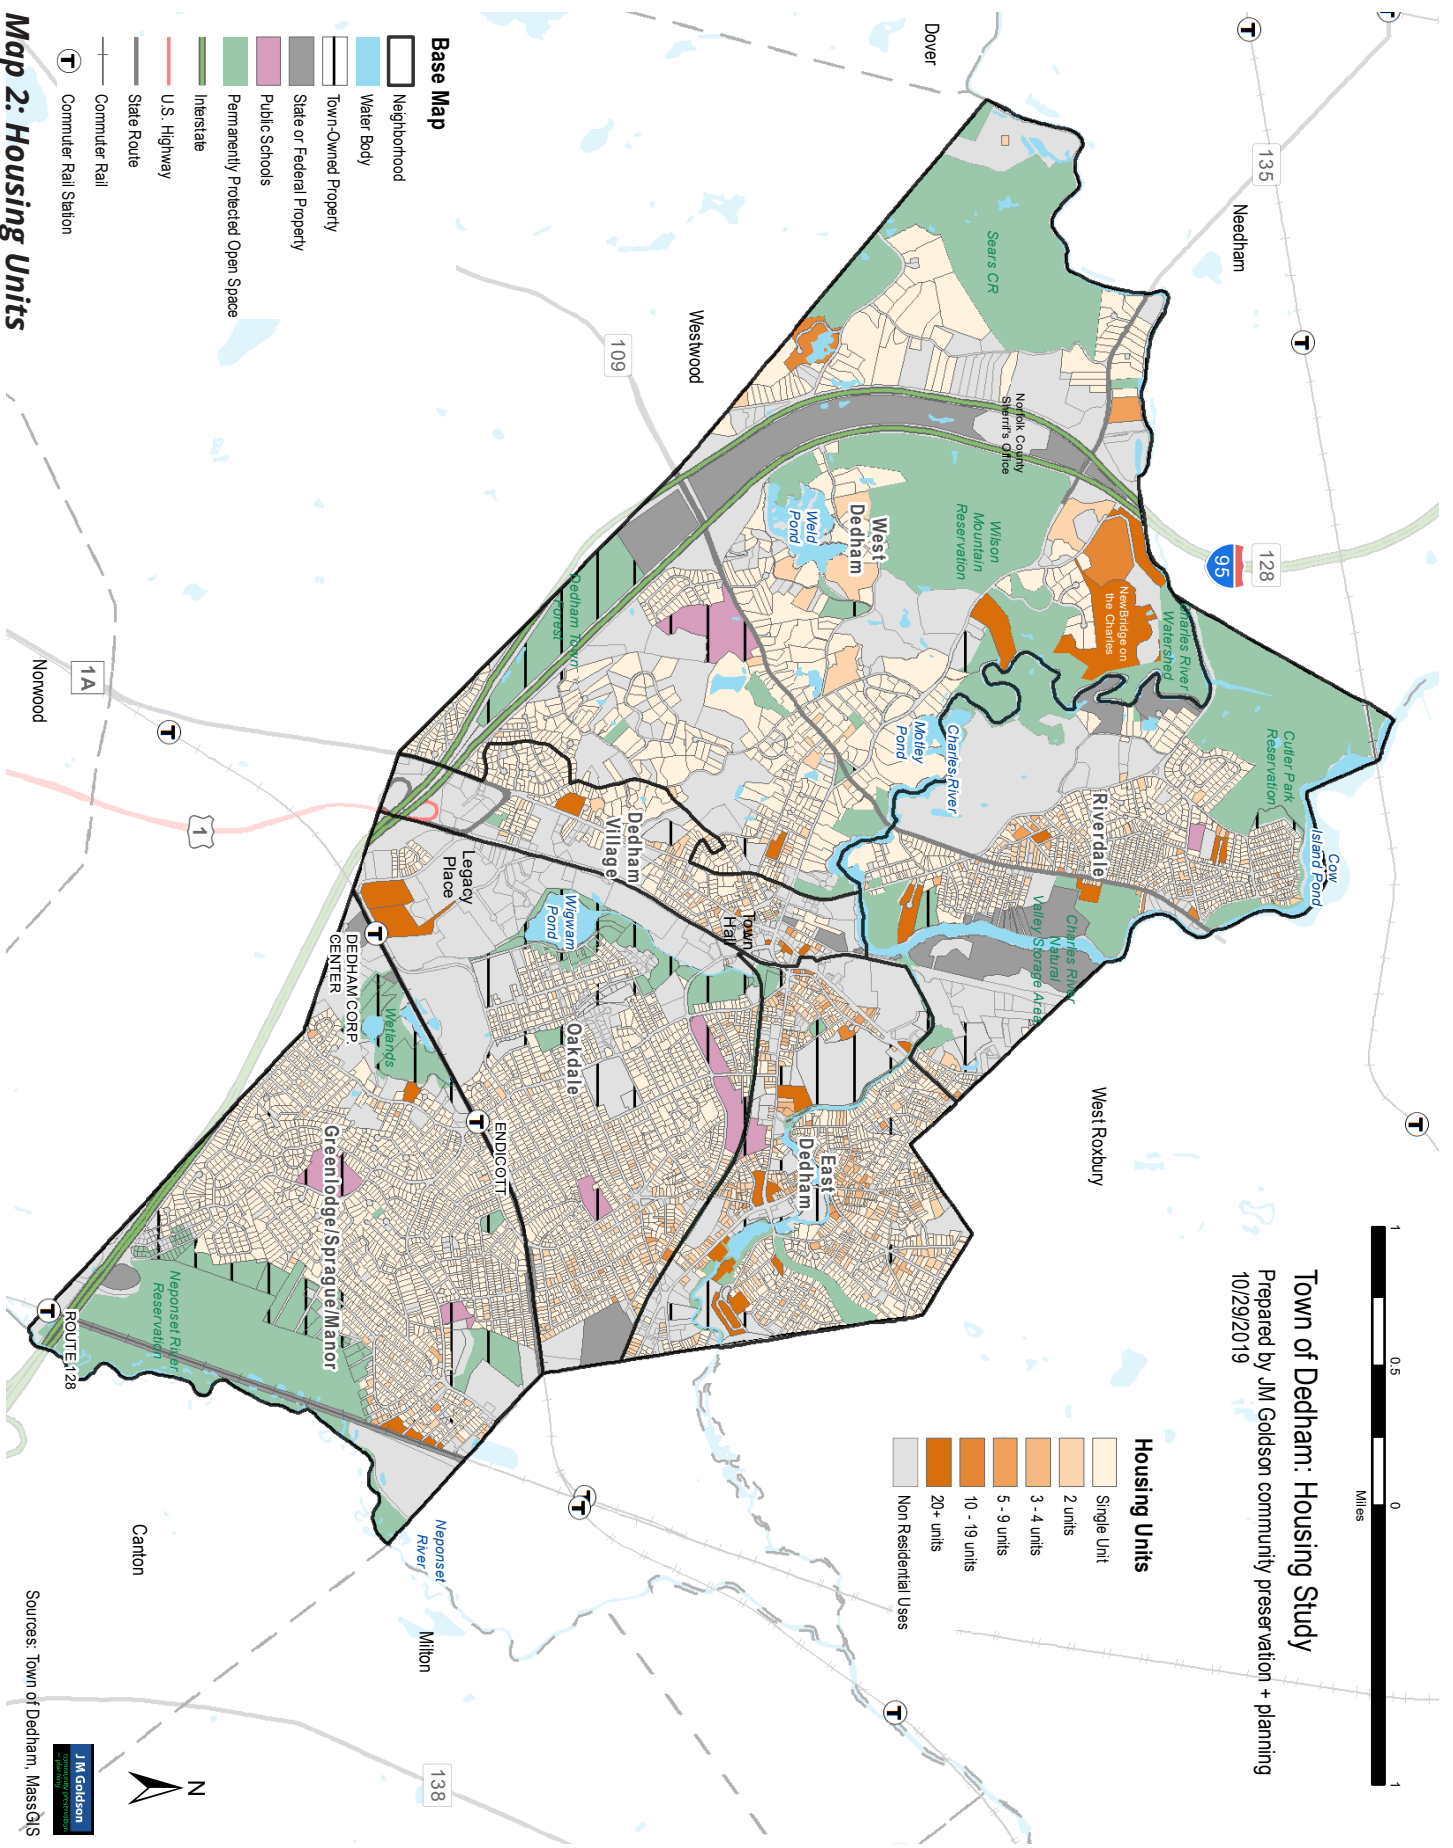 Town of Dedham: Housing Study
Prepared by JM Goldson community preservation + planning
10/29/2019
1
0.5
0
1
Miles
Housing Units
Single Unit
2 units
3 - 4 units
5 - 9 units
10 - 19 units
20+ units
Non Residential Uses
Base Map
Neighborhood
Water Body
Town-Owned Property
State or Federal Property
Public Schools
Permanently Protected Open Space
Interstate
U.S. Highway
State Route
Commuter Rail
T
Commuter Rail Station
Map 2: Housing Units
Dover
Needham
135
T
T
T
128
95
Westwood
109
Norwood
1A
1
T
West Roxbury
T
Canton
Milton
138
T
T
T
Neponset
River
Sears CR
Norfolk County
Sherrif's Office
Wilson
Mountain
Reservation
West
Dedham
Weld
Pond
NewBridge on
the Charles
Charles River
Watershed
Cutler Park
Reservation
Cow
Island Pond
Riverdale
Charles River
Motley
Pond
Charles River
Natural
Valley Storage Area
Dedham Town
Forest
Dedham
Village
Legacy
Place
Town
Hall
Wigwam
Pond
T
DEDHAM CORP.
CENTER
Wetlands
Oakdale
East
Dedham
T
ENDICOTT
Greenlodge/Sprague/Manor
Neponset River
Reservation
T
ROUTE 128
N
J M Goldson
community preservation
+ planning
Sources: Town of Dedham, MassGIS